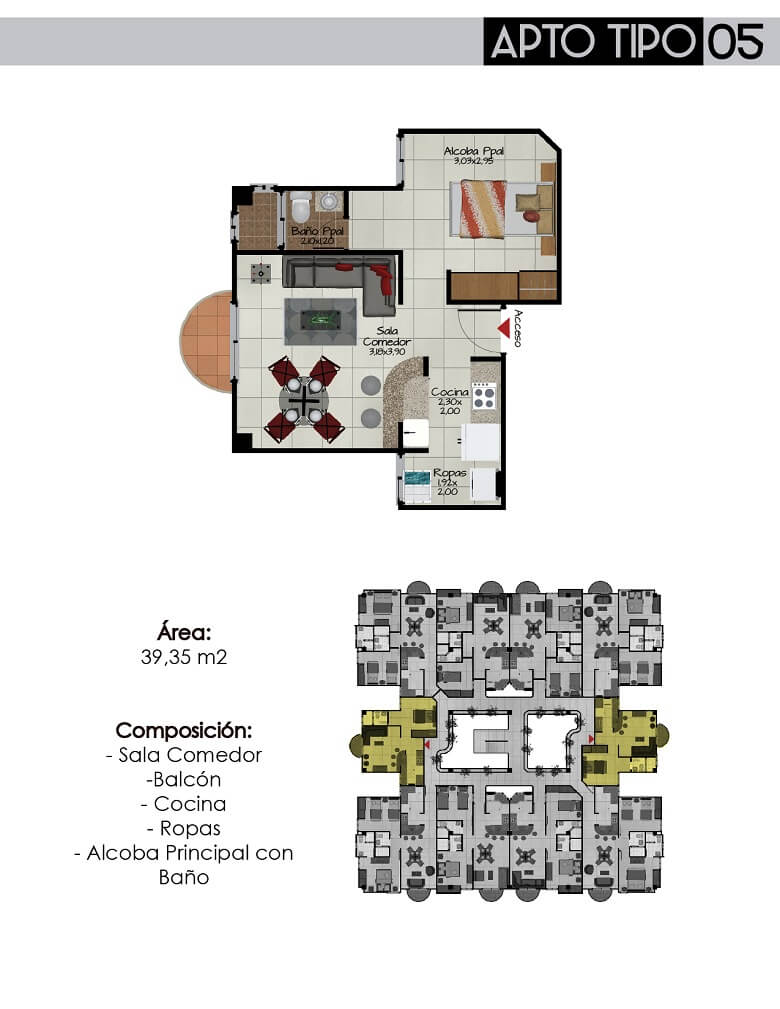 APTO TIPO 05
Alcoba Ppal
3,03x2,95
Baño Ppal
2,10x1,20
Sala
Comedor
3,18x3,90
Acceso
Cocina
2,30x
2,00
Ropas
1,92x
2,00
Área:
39,35 m2
Composición:
- Sala Comedor
-Balcón
- Cocina
- Ropas
- Alcoba Principal con
Baño